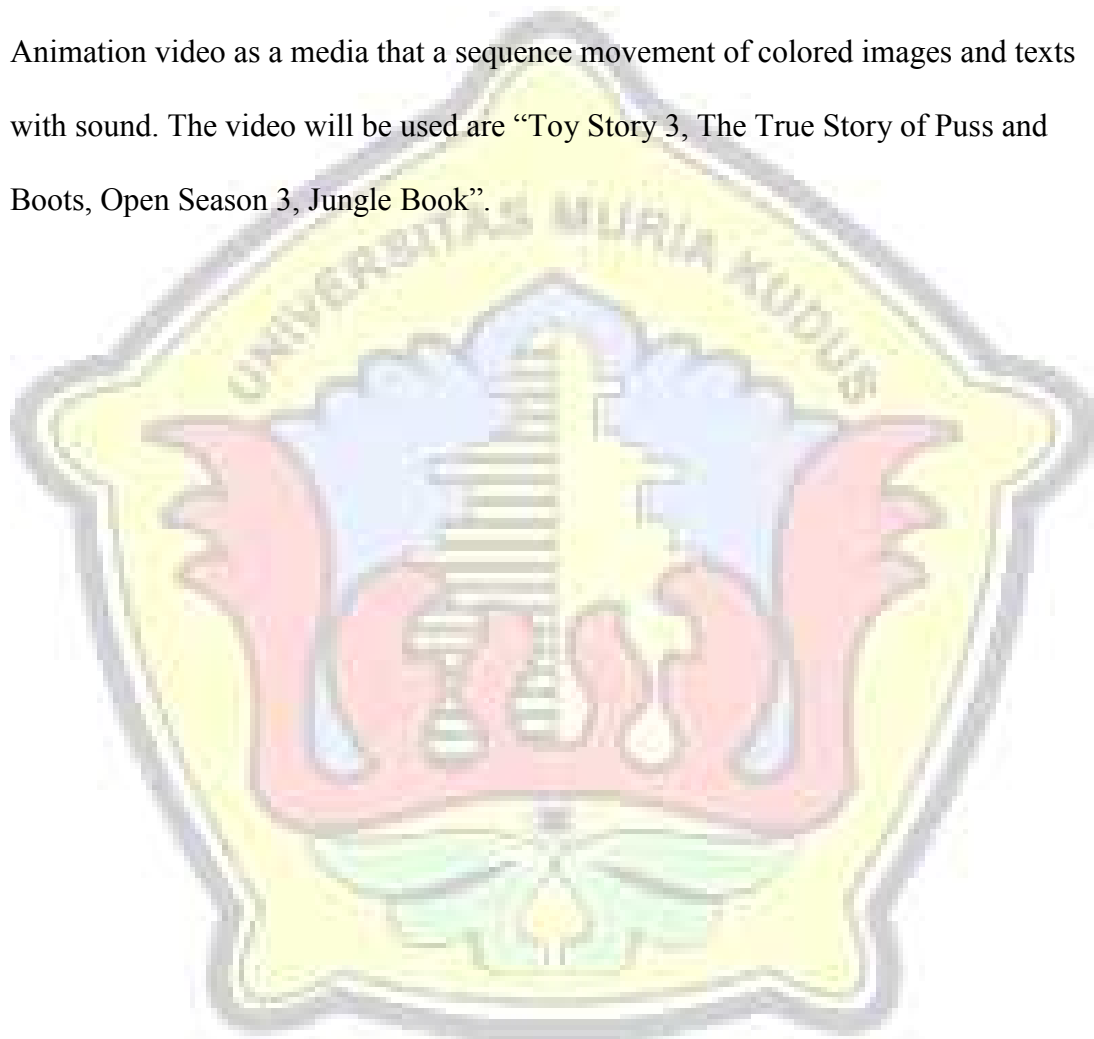 Animation video as a media that a sequence movement of colored images and texts
with sound. The video will be used are “Toy Story 3, The True Story of Puss and
Boots, Open Season 3, Jungle Book”.
UNIVERSITAS MURIA KUDUS